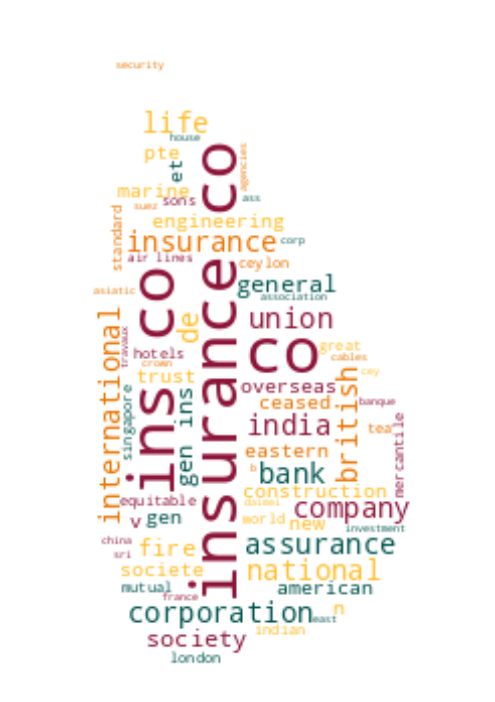 security
life
house
pte
et
agencies
insurance co
marine
sons
ass
suez
standard
engineering
insurance
corp
air lines
ceylon
ins co
general
asiatic
association
international
travaux
de
union
co
great
hotels
cables
crown
trust
cey
overseas
british
singapore
gen ins
ceased
banque
india
tea
mercantile
eastern
b
bank
construction
equitable
daimei
company
v
gen
world
new
investment
china
sri
fire
assurance
societe
national
mutual
american
france
corporation
n
east
society
indian
london